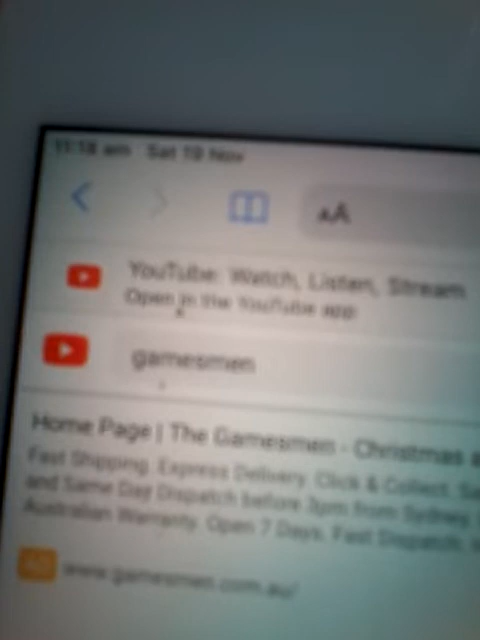 11:18 am Sat 19 Nov
AA
YouTube: Watch, Listen, Stream
Open in the YouTube app
gamesmen
Home Page | The Gamesmen - Christmas
Fast Shipping. Express Delivery. Click & Collect.
and Same Day Dispatch before 3pm from Sydney.
Australian Warranty. Open 7 Days. Fast Dispatch,
www.gamesmen.com.au/